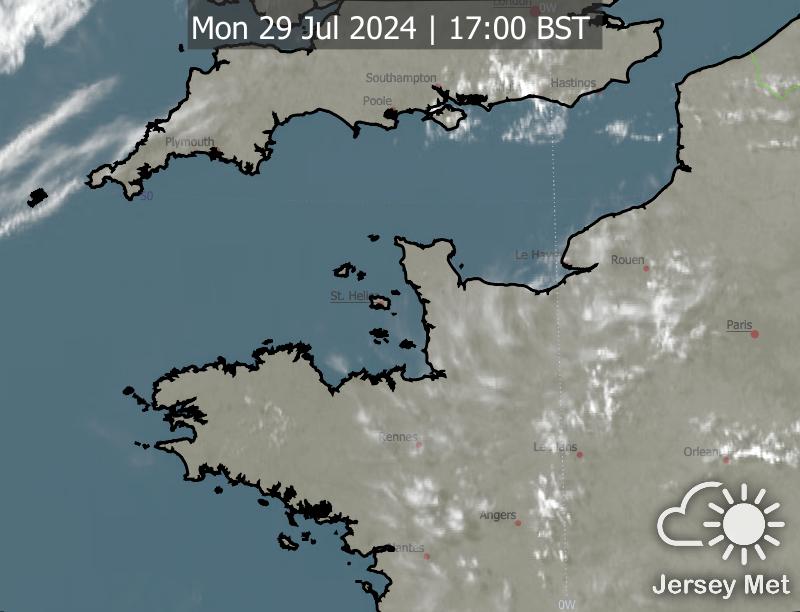 London
0W
Mon 29 Jul 2024 | 17:00 BST
Southampton
Hastings
Poole
Plymouth
50
Le Havre
Rouen
St. Helier
Paris
Rennes
Le Mans
Orleans
Angers
Nantes
Jersey Met
0W